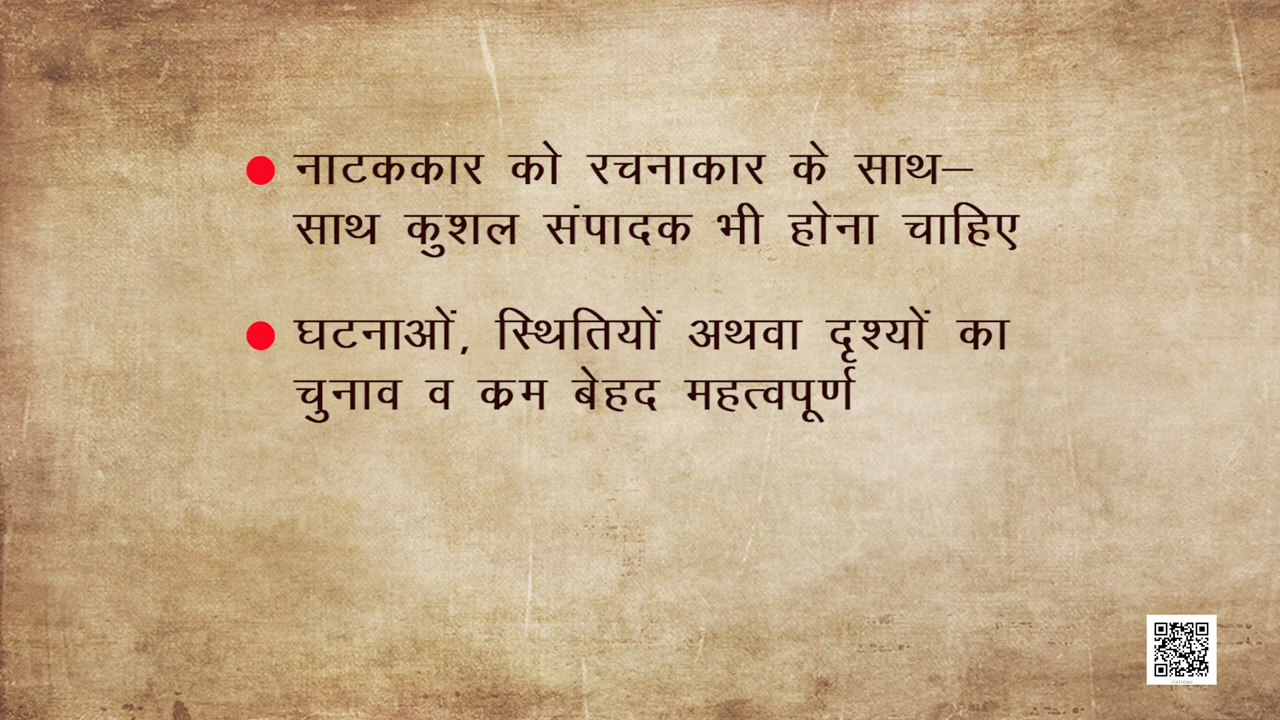 ● नाटककार को रचनाकार के साथ–
साथ कुशल संपादक भी होना चाहिए
● घटनाओं, स्थितियों अथवा दृश्यों का
चुनाव व क्रम बेहद महत्वपूर्ण